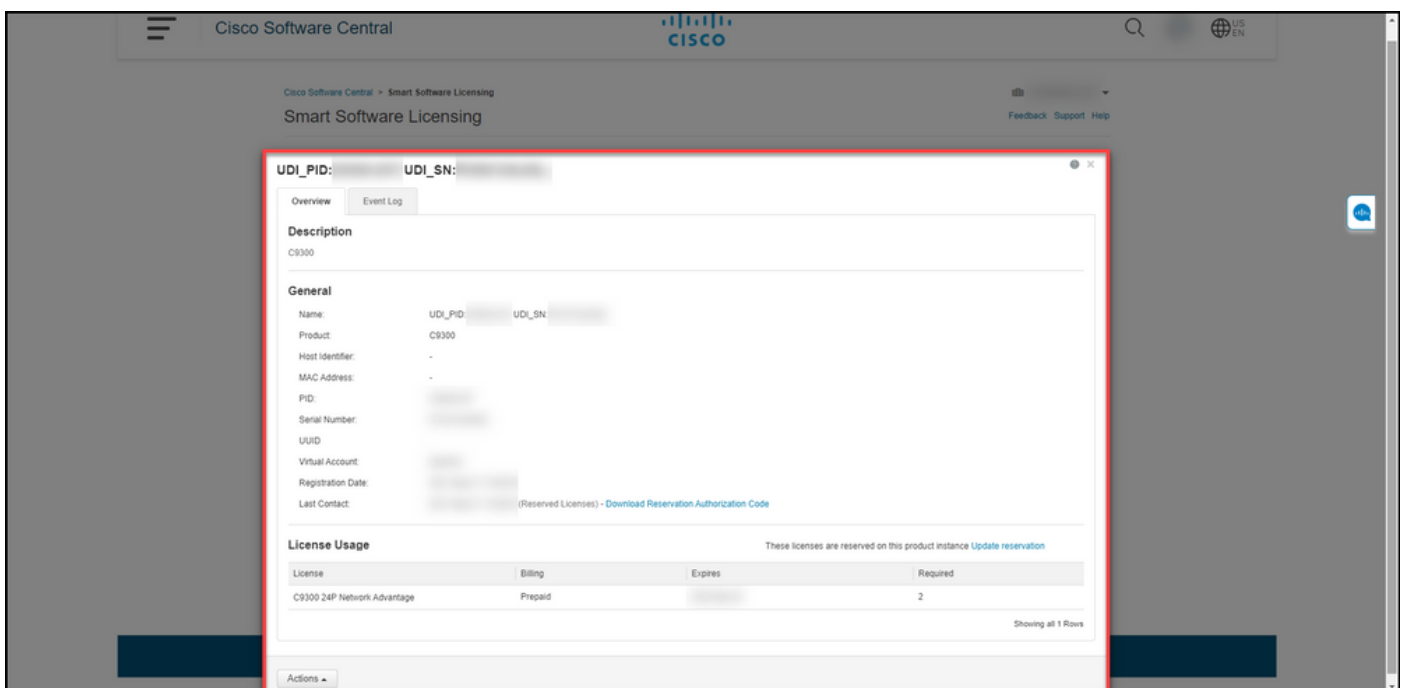 Cisco Software Central
CISCO
US
EN
Cisco Software Central > Smart Software Licensing
Smart Software Licensing
Feedback Support Help
UDI_PID: UDI_SN:
Overview Event Log
Description
C9300
General
Name: UDI_PID: UDI_SN:
Product: C9300
Host Identifier: -
MAC Address: -
PID:
Serial Number:
UUID
Virtual Account:
Registration Date:
Last Contact: (Reserved Licenses) - Download Reservation Authorization Code
License Usage These licenses are reserved on this product instance Update reservation
License Billing Expires Required
C9300 24P Network Advantage Prepaid 2
Showing all 1 Rows
Actions